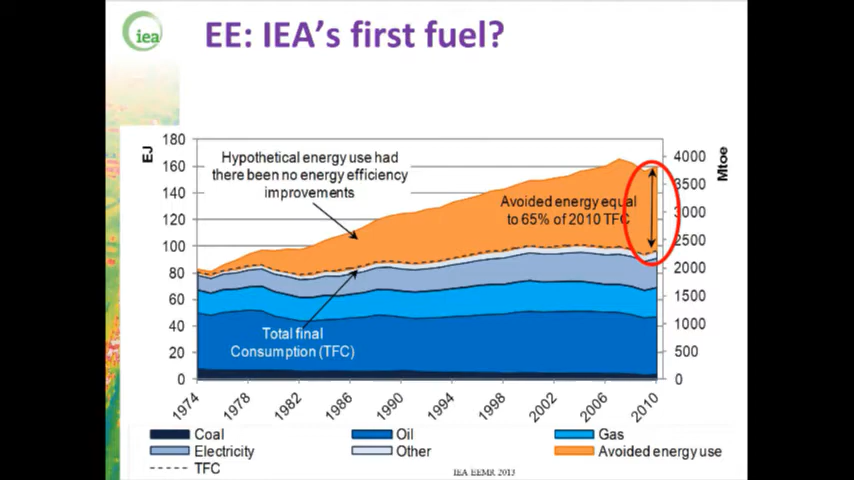 iea
EE: IEA's first fuel?
EJ
Mtoe
180
160
140
120
100
80
60
40
20
0
4000
3500
3000
2500
2000
1500
1000
500
0
Hypothetical energy use had
there been no energy efficiency
improvements
Avoided energy equal
to 65% of 2010 TFC
Total final
Consumption (TFC)
1974
1978
1982
1986
1990
1994
1998
2002
2006
2010
Coal
Oil
Gas
Electricity
Other
Avoided energy use
TFC
IEA EEMR 2013